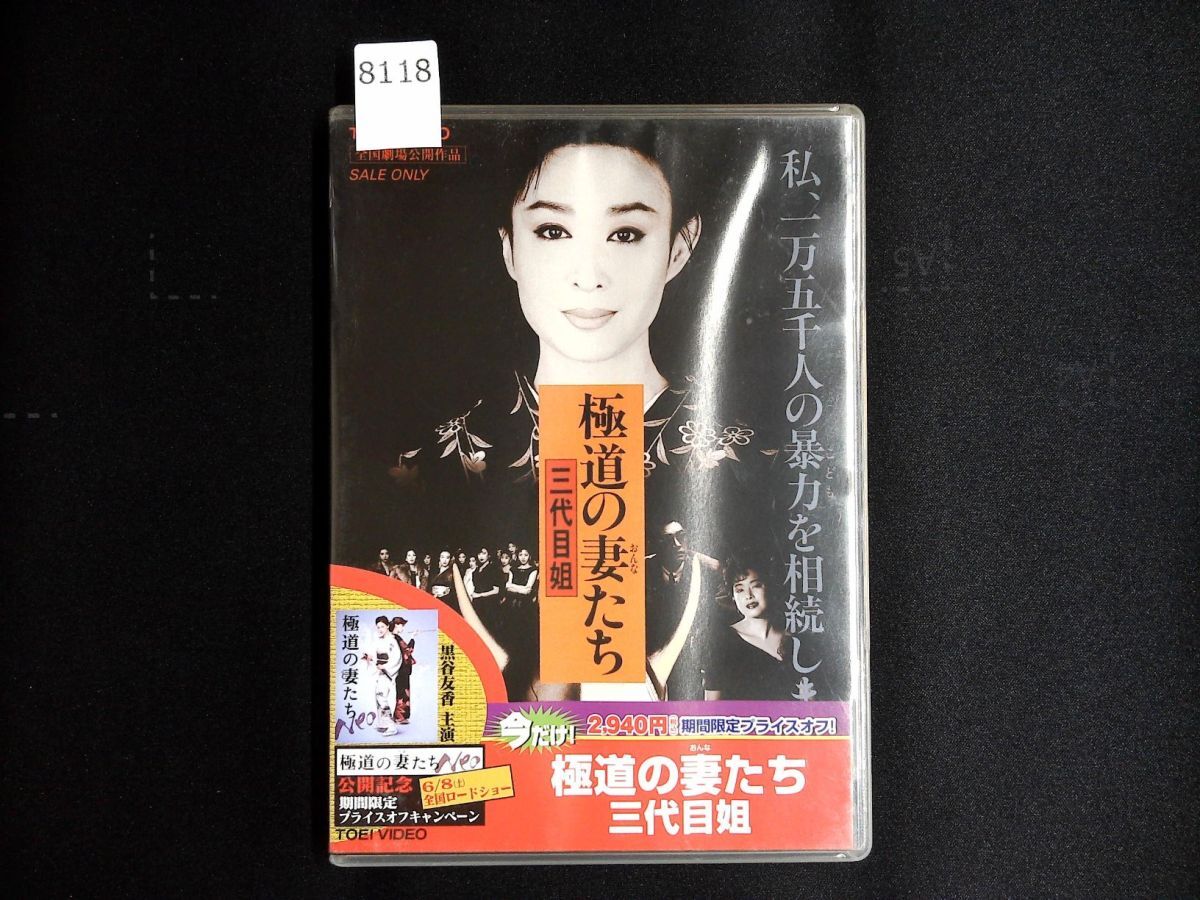 8118
全国劇場公開作品
SALE ONLY
私、二万五千人の暴力を相続しま
こども
極道の妻たち
おんな
三代目姐
極道の妻たち
Neo
黒谷友香 主演
極道の妻たちNeo
公開記念
6/8(土)
全国ロードショー
期間限定
プライスオフキャンペーン
TOEI VIDEO
今だけ!
2,940円 期間限定プライスオフ!
おんな
極道の妻たち
三代目姐